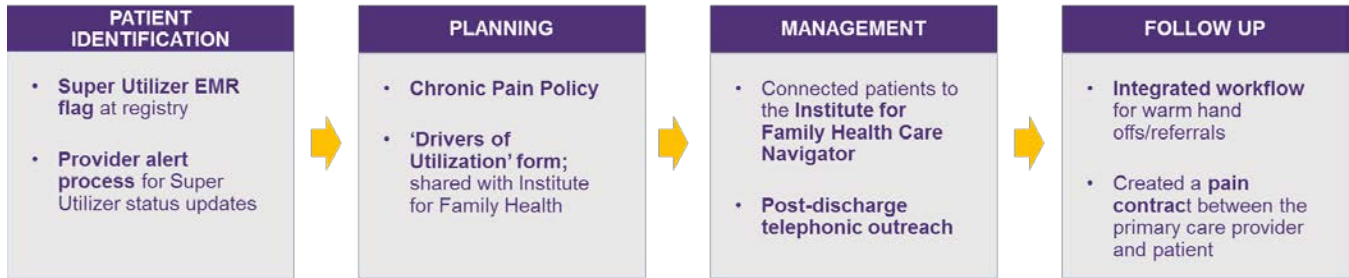 PATIENT
IDENTIFICATION
• Super Utilizer EMR
flag at registry
• Provider alert
process for Super
Utilizer status updates
PLANNING
• Chronic Pain Policy
• ‘Drivers of
Utilization’ form;
shared with Institute
for Family Health
MANAGEMENT
• Connected patients to
the Institute for
Family Health Care
Navigator
• Post-discharge
telephonic outreach
FOLLOW UP
• Integrated workflow
for warm hand
offs/referrals
• Created a pain
contract between the
primary care provider
and patient